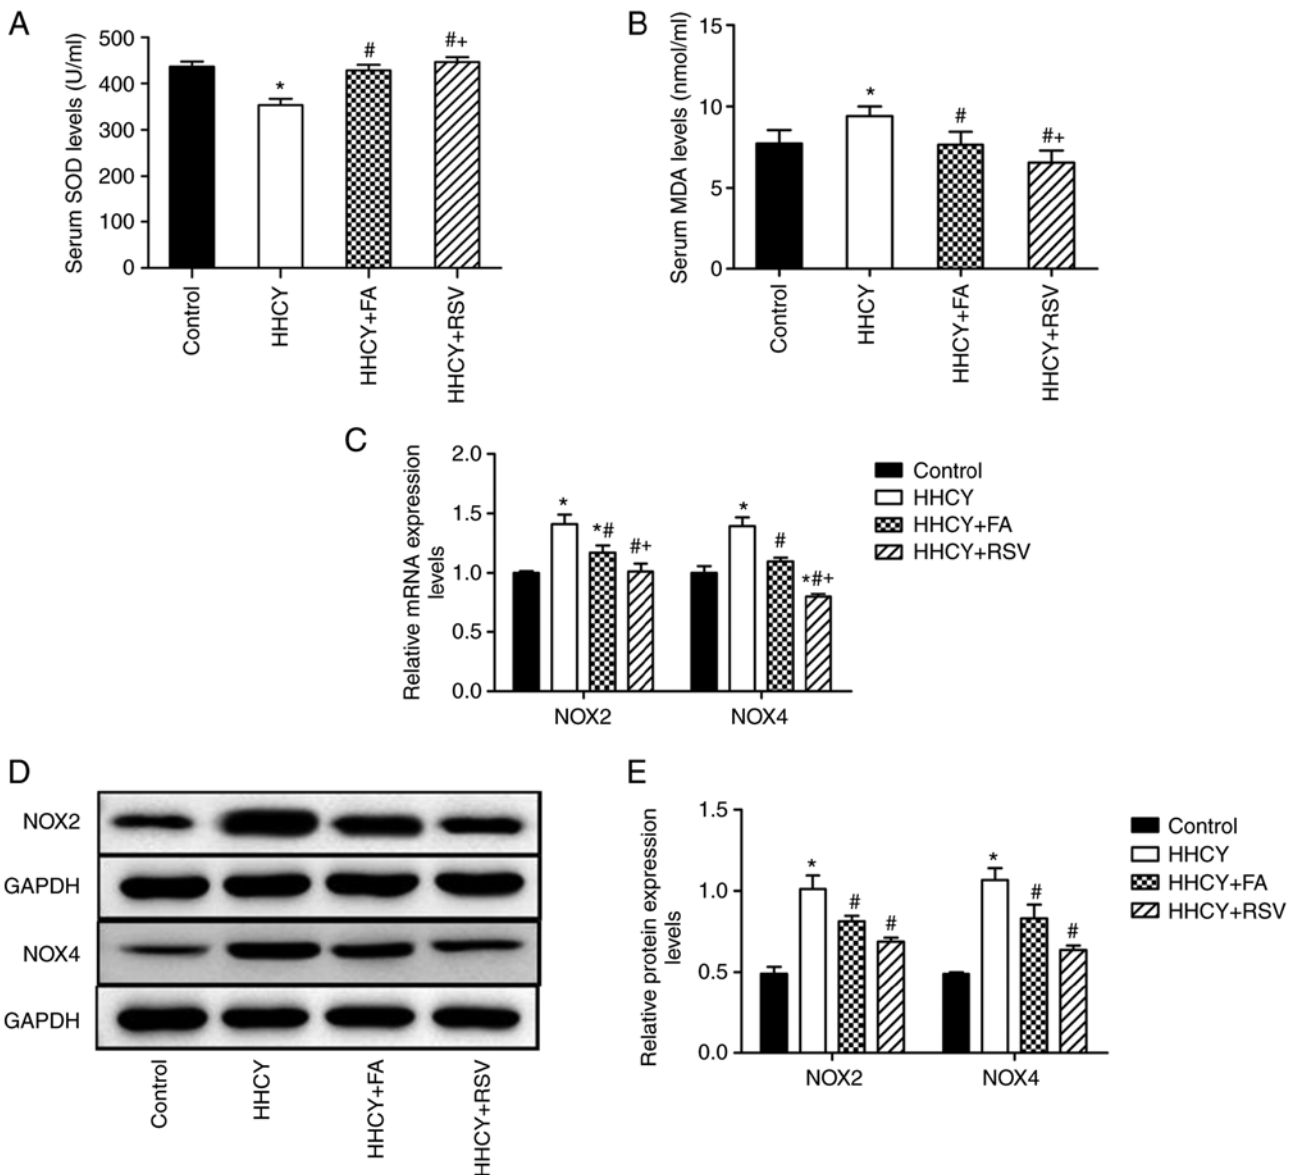 A
Serum SOD levels (U/ml)
500
400
300
200
100
0
*
#
#+
Control
HHCY
HHCY+FA
HHCY+RSV
B
Serum MDA levels (nmol/ml)
15
10
5
0
*
#
#+
Control
HHCY
HHCY+FA
HHCY+RSV
C
Relative mRNA expression
levels
2.0
1.5
1.0
0.5
0.0
*
*#
#+
*
#
*#+
NOX2
NOX4
Control
HHCY
HHCY+FA
HHCY+RSV
D
NOX2
GAPDH
NOX4
GAPDH
Control
HHCY
HHCY+FA
HHCY+RSV
E
Relative protein expression
levels
1.5
1.0
0.5
0.0
*
#
#
*
#
#
NOX2
NOX4
Control
HHCY
HHCY+FA
HHCY+RSV